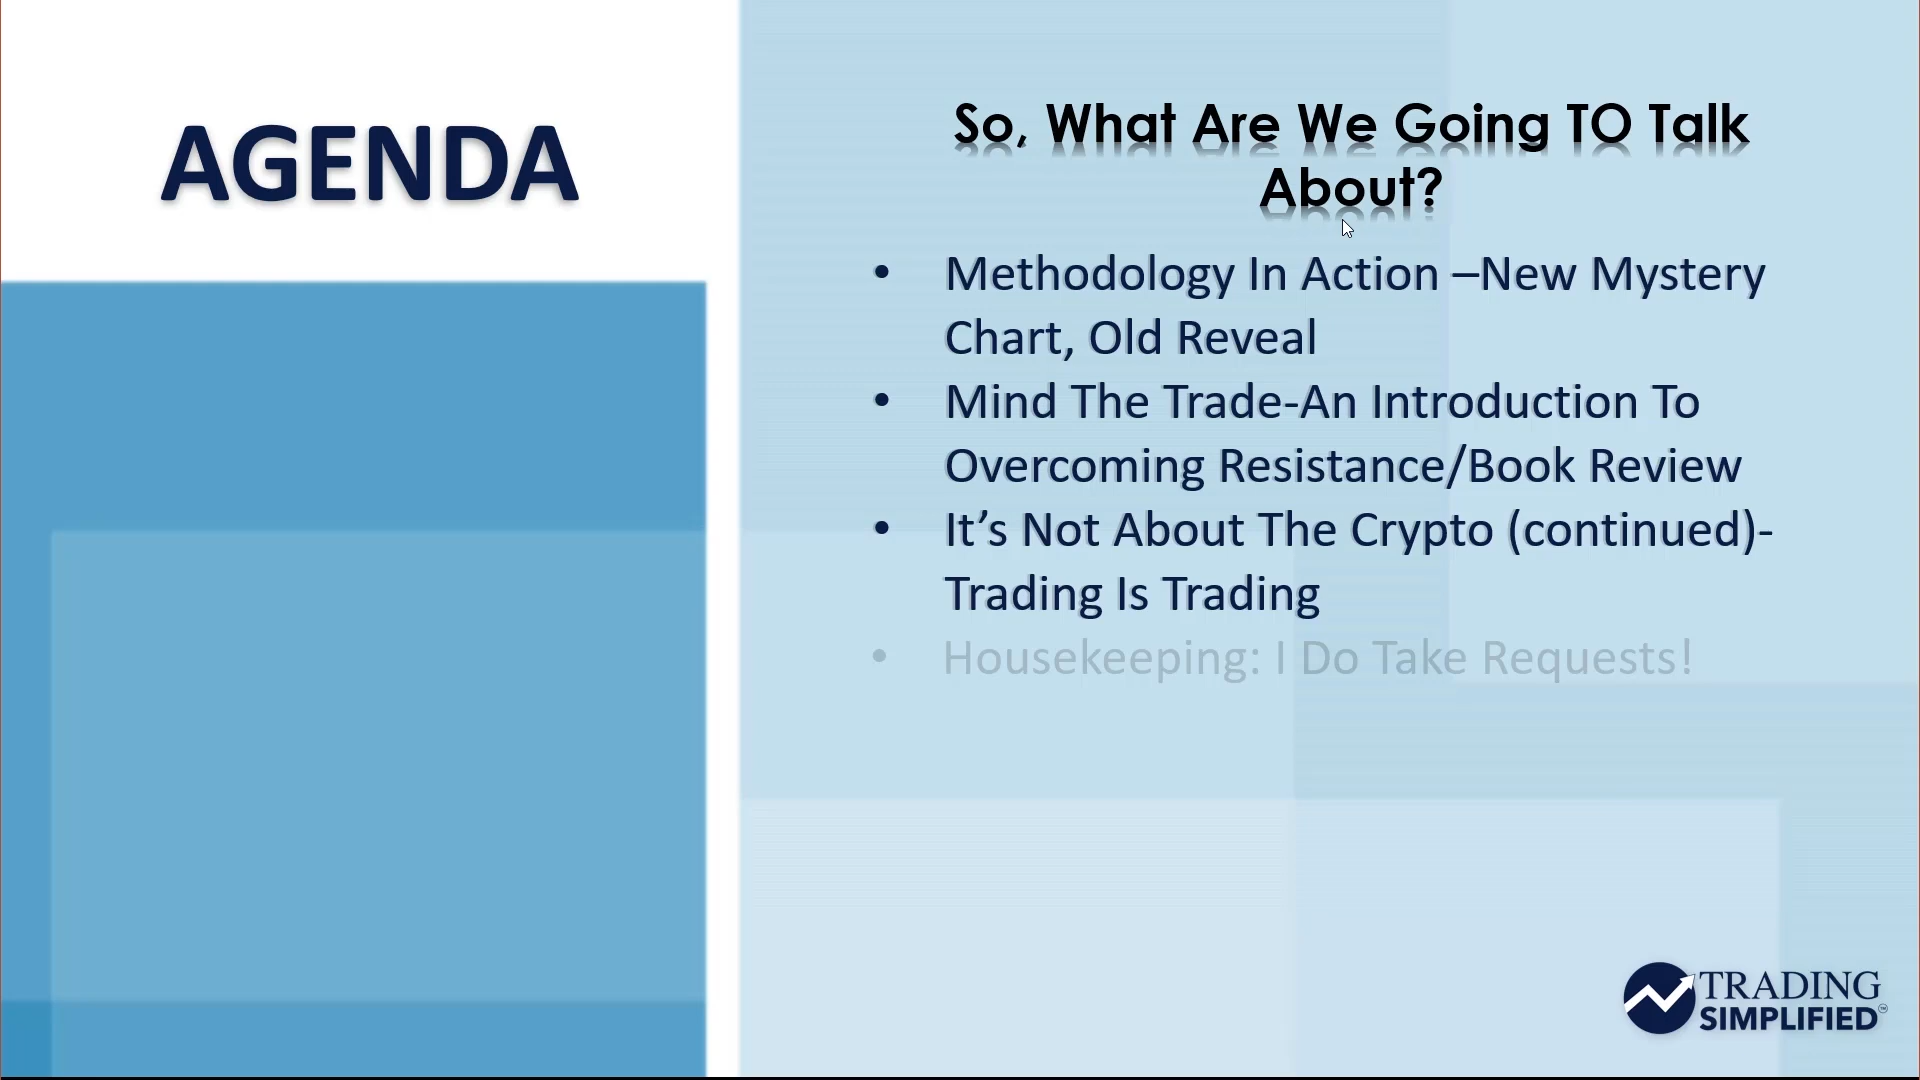 AGENDA
So, What Are We Going TO Talk
About?
• Methodology In Action –New Mystery
Chart, Old Reveal
• Mind The Trade-An Introduction To
Overcoming Resistance/Book Review
• It’s Not About The Crypto (continued)-
Trading Is Trading
• Housekeeping: I Do Take Requests!
TRADING
SIMPLIFIED™